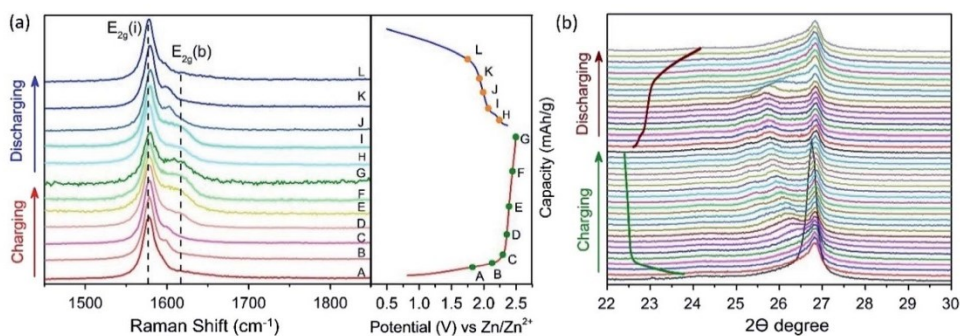 (a)
E2g(i)
E2g(b)
Discharging
Charging
L
K
J
I
H
G
F
E
D
C
B
A
1500 1600 1700 1800
Raman Shift (cm-1)
L
K
J
I
H
G
F
E
D
C
A B
0.5 1.0 1.5 2.0 2.5
Potential (V) vs Zn/Zn2+
Capacity (mAh/g)
(b)
Discharging
Charging
22 23 24 25 26 27 28 29 30
2Θ degree